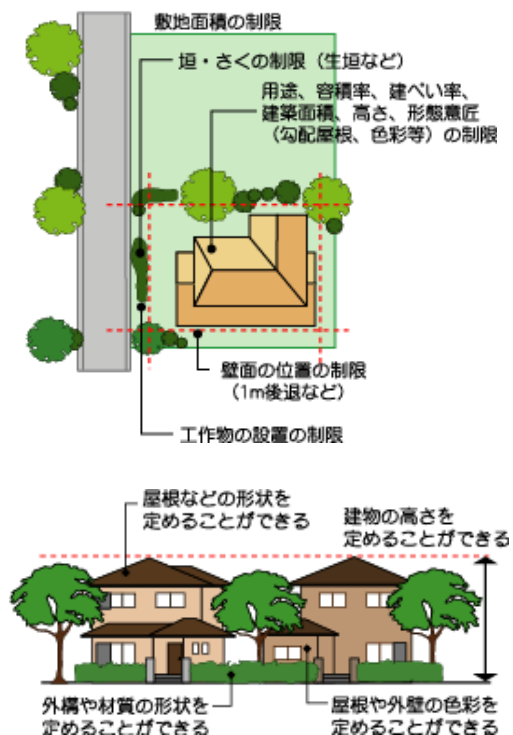 敷地面積の制限
垣・さくの制限（生垣など）
用途、容積率、建ぺい率、
建築面積、高さ、形態意匠
（勾配屋根、色彩等）の制限
壁面の位置の制限
（1m後退など）
工作物の設置の制限
屋根などの形状を
定めることができる
建物の高さを
定めることができる
外構や材質の形状を
定めることができる
屋根や外壁の色彩を
定めることができる